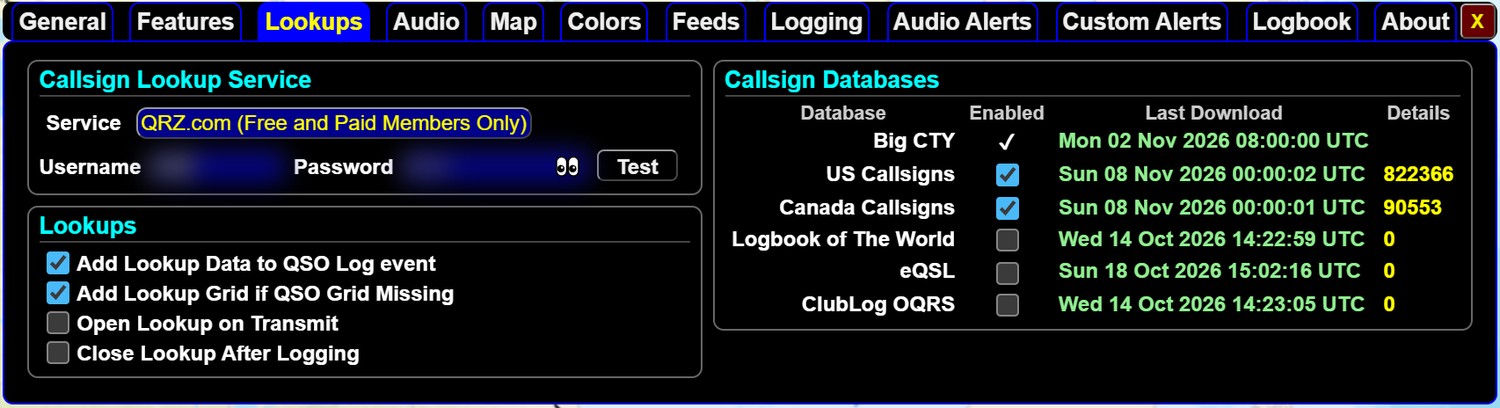 General Features Lookups Audio Map Colors Feeds Logging Audio Alerts Custom Alerts Logbook About X
Callsign Lookup Service
Service QRZ.com (Free and Paid Members Only)
Username Password Test
Lookups
Add Lookup Data to QSO Log event
Add Lookup Grid if QSO Grid Missing
Open Lookup on Transmit
Close Lookup After Logging
Callsign Databases
Database Enabled Last Download Details
Big CTY ✓ Mon 02 Nov 2026 08:00:00 UTC
US Callsigns Sun 08 Nov 2026 00:00:02 UTC 822366
Canada Callsigns Sun 08 Nov 2026 00:00:01 UTC 90553
Logbook of The World Wed 14 Oct 2026 14:22:59 UTC 0
eQSL Sun 18 Oct 2026 15:02:16 UTC 0
ClubLog OQRS Wed 14 Oct 2026 14:23:05 UTC 0